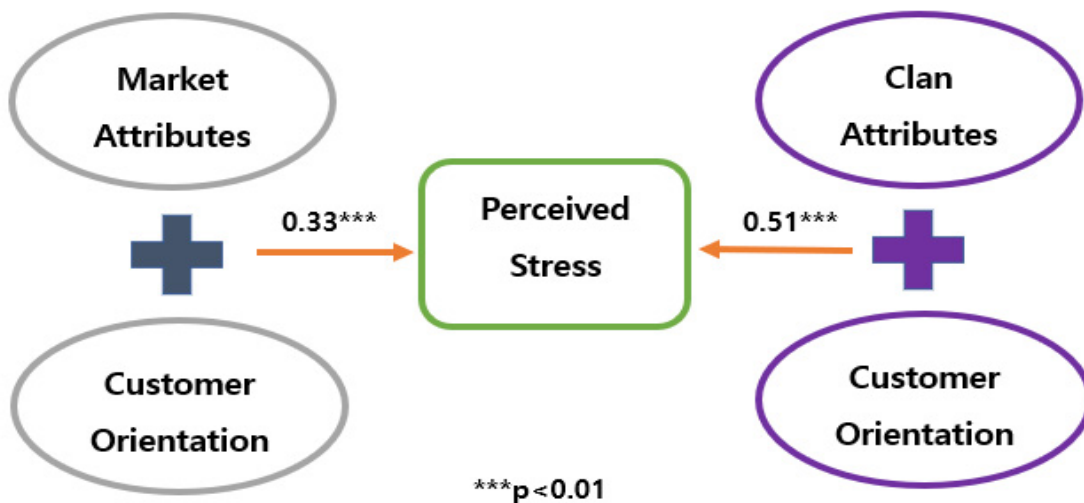 Market
Attributes
Clan
Attributes
0.33***
Perceived
Stress
0.51***
Customer
Orientation
Customer
Orientation
***p<0.01